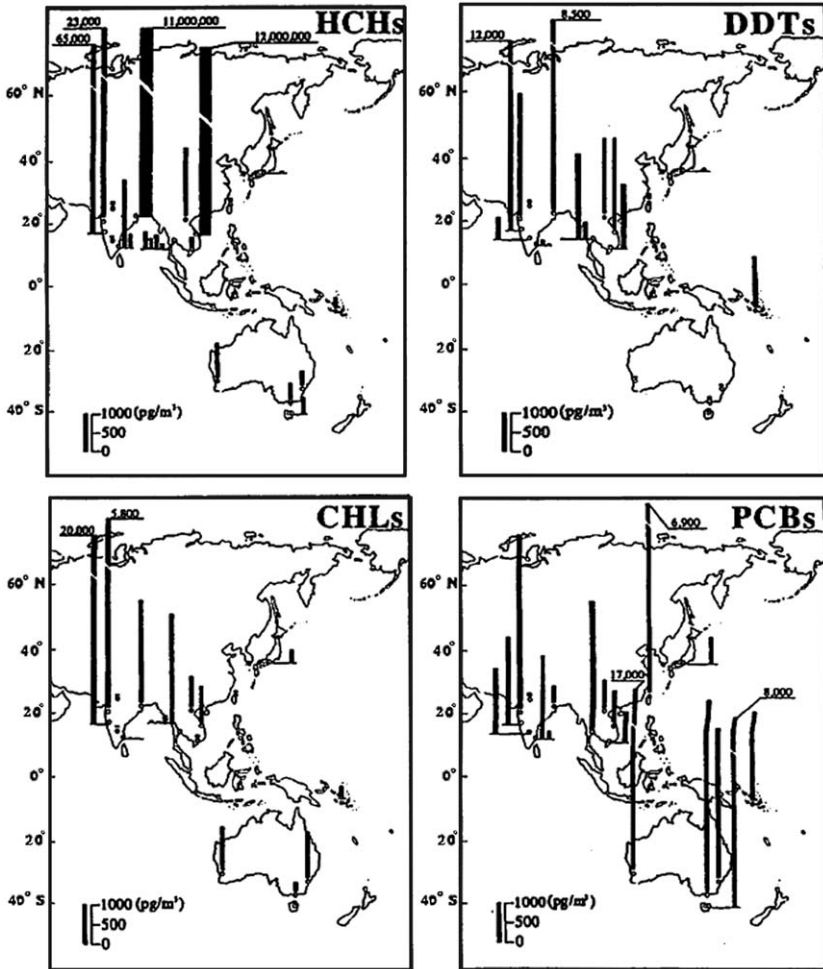 HCHs
23,000
11,000,000
65,000
12,000,000
60° N
40°
20°
0°
20°
40° S
1000 (pg/m³)
500
0
DDTs
12,000
8,500
60° N
40°
20°
0°
20°
40° S
1000 (pg/m³)
500
0
CHLs
5,800
20,000
60° N
40°
20°
0°
20°
40° S
1000 (pg/m³)
500
0
PCBs
6,900
60° N
40°
17,000
20°
8,000
0°
20°
40° S
1000 (pg/m³)
500
0